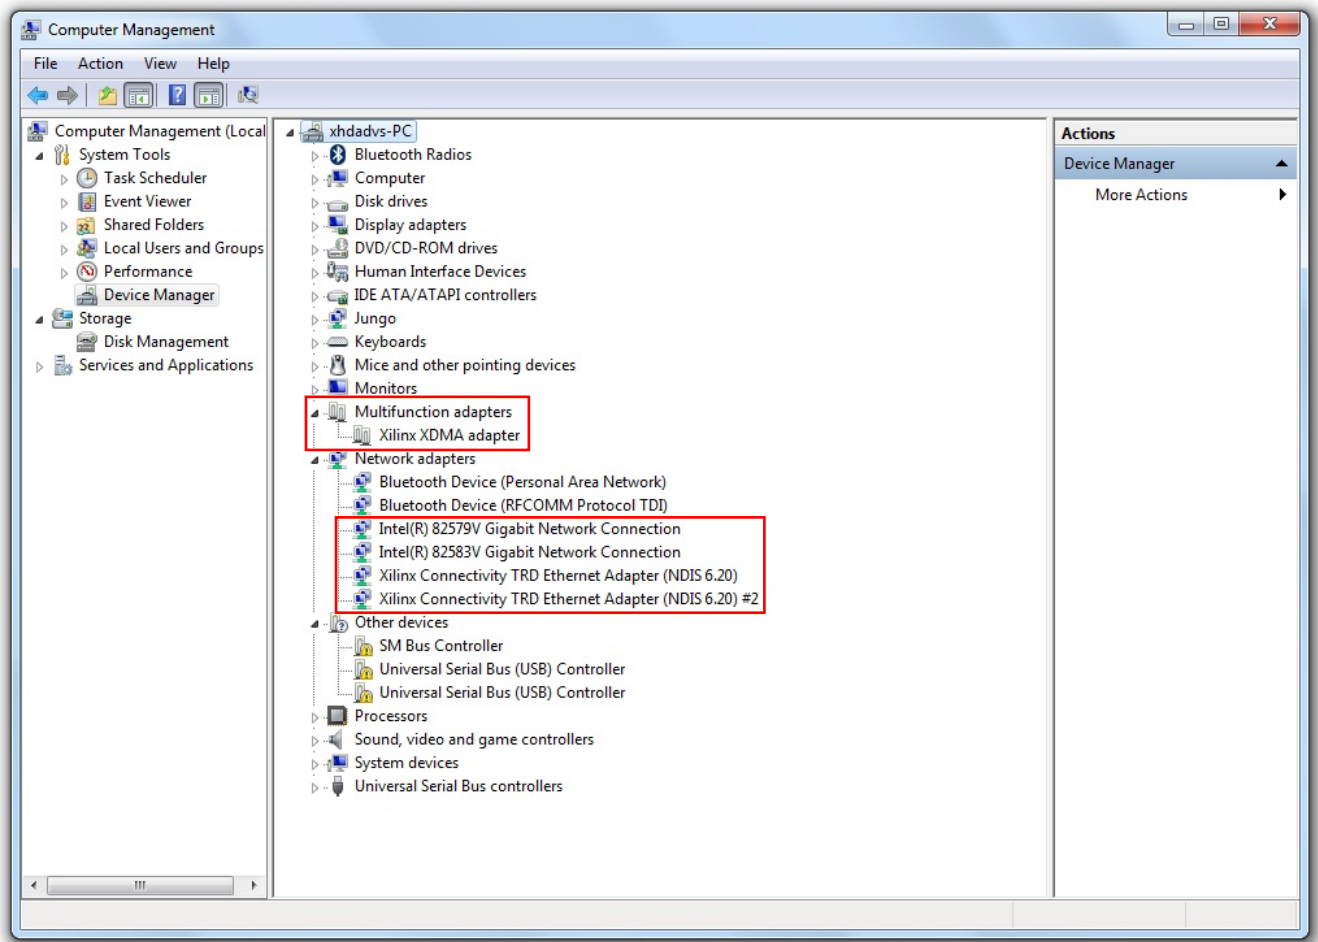 Computer Management
File Action View Help
Computer Management (Local
System Tools
Task Scheduler
Event Viewer
Shared Folders
Local Users and Groups
Performance
Device Manager
Storage
Disk Management
Services and Applications
xhdadvs-PC
Bluetooth Radios
Computer
Disk drives
Display adapters
DVD/CD-ROM drives
Human Interface Devices
IDE ATA/ATAPI controllers
Jungo
Keyboards
Mice and other pointing devices
Monitors
Multifunction adapters
Xilinx XDMA adapter
Network adapters
Bluetooth Device (Personal Area Network)
Bluetooth Device (RFCOMM Protocol TDI)
Intel(R) 82579V Gigabit Network Connection
Intel(R) 82583V Gigabit Network Connection
Xilinx Connectivity TRD Ethernet Adapter (NDIS 6.20)
Xilinx Connectivity TRD Ethernet Adapter (NDIS 6.20) #2
Other devices
SM Bus Controller
Universal Serial Bus (USB) Controller
Universal Serial Bus (USB) Controller
Processors
Sound, video and game controllers
System devices
Universal Serial Bus controllers
Actions
Device Manager
More Actions